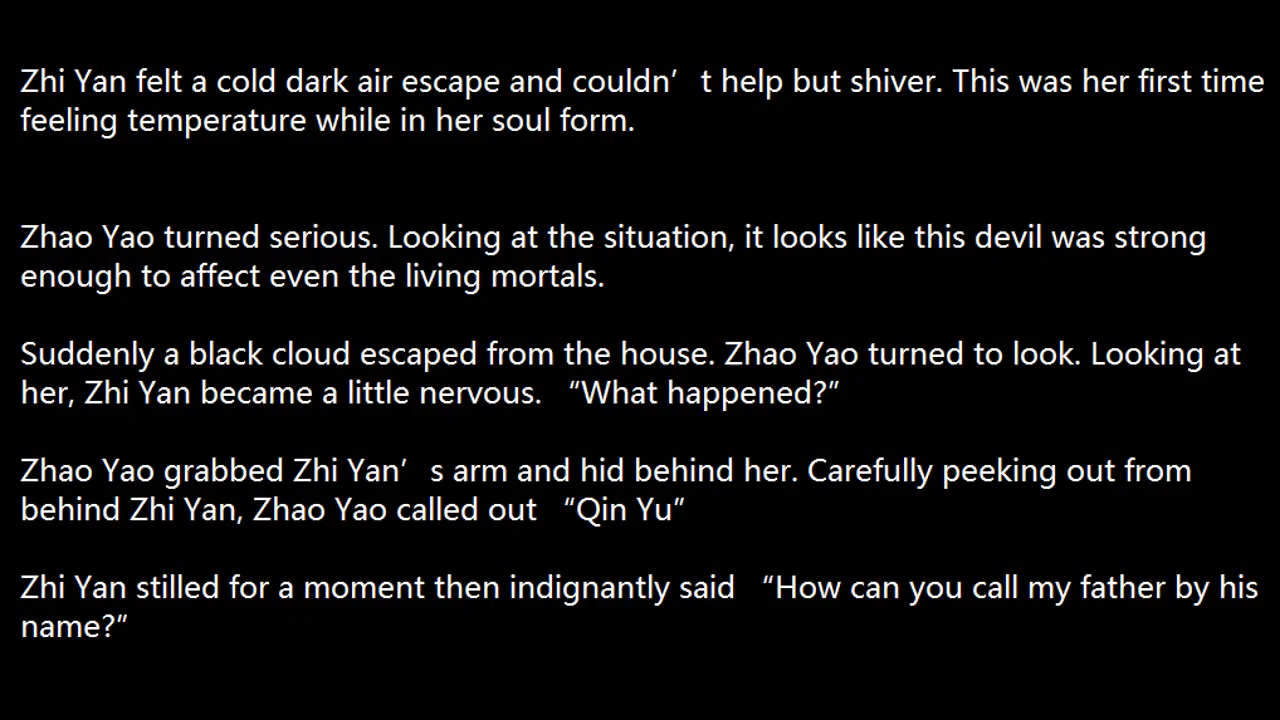 Zhi Yan felt a cold dark air escape and couldn’t help but shiver. This was her first time
feeling temperature while in her soul form.
Zhao Yao turned serious. Looking at the situation, it looks like this devil was strong
enough to affect even the living mortals.
Suddenly a black cloud escaped from the house. Zhao Yao turned to look. Looking at
her, Zhi Yan became a little nervous. “What happened?”
Zhao Yao grabbed Zhi Yan’s arm and hid behind her. Carefully peeking out from
behind Zhi Yan, Zhao Yao called out “Qin Yu”
Zhi Yan stilled for a moment then indignantly said “How can you call my father by his
name?”